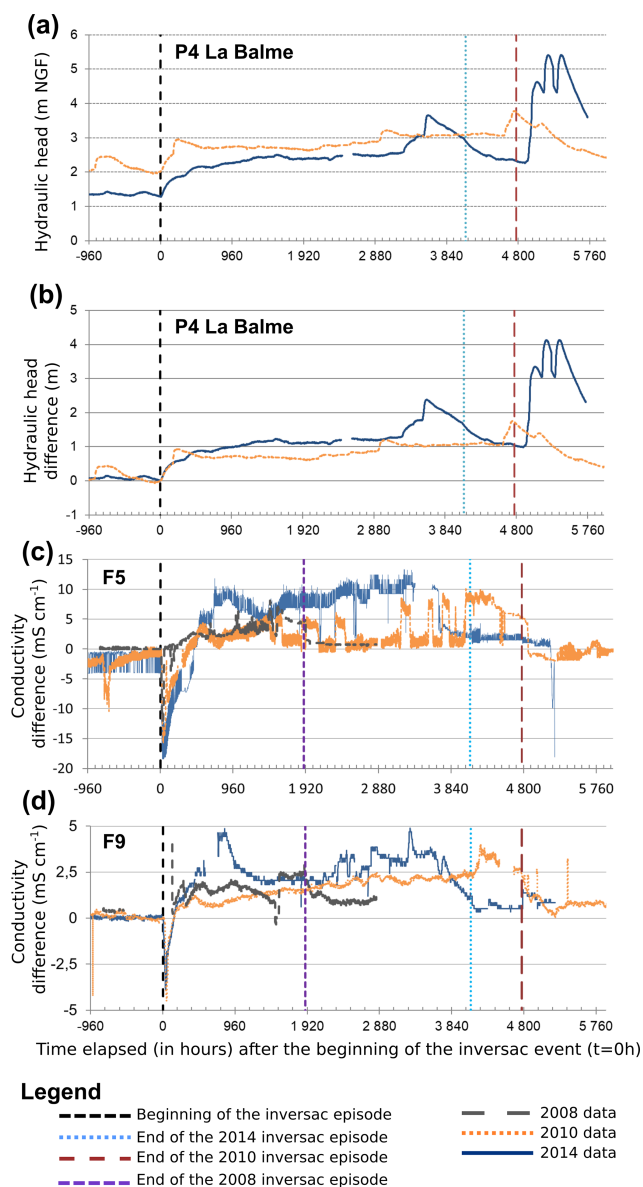 (a)
P4 La Balme
Hydraulic head (m NGF)
6
5
4
3
2
1
0
-960 0 960 1 920 2 880 3 840 4 800 5 760
(b)
P4 La Balme
Hydraulic head
difference (m)
5
4
3
2
1
0
-1
-960 0 960 1 920 2 880 3 840 4 800 5 760
(c)
F5
Conductivity
difference (mS cm⁻¹)
15
10
5
0
-5
-10
-15
-20
-960 0 960 1 920 2 880 3 840 4 800 5 760
(d)
F9
Conductivity
difference (mS cm⁻¹)
5
2.5
0
-2.5
-5
-960 0 960 1 920 2 880 3 840 4 800 5 760
Time elapsed (in hours) after the beginning of the inversac event (t=0h)
Legend
Beginning of the inversac episode
End of the 2014 inversac episode
End of the 2010 inversac episode
End of the 2008 inversac episode
2008 data
2010 data
2014 data